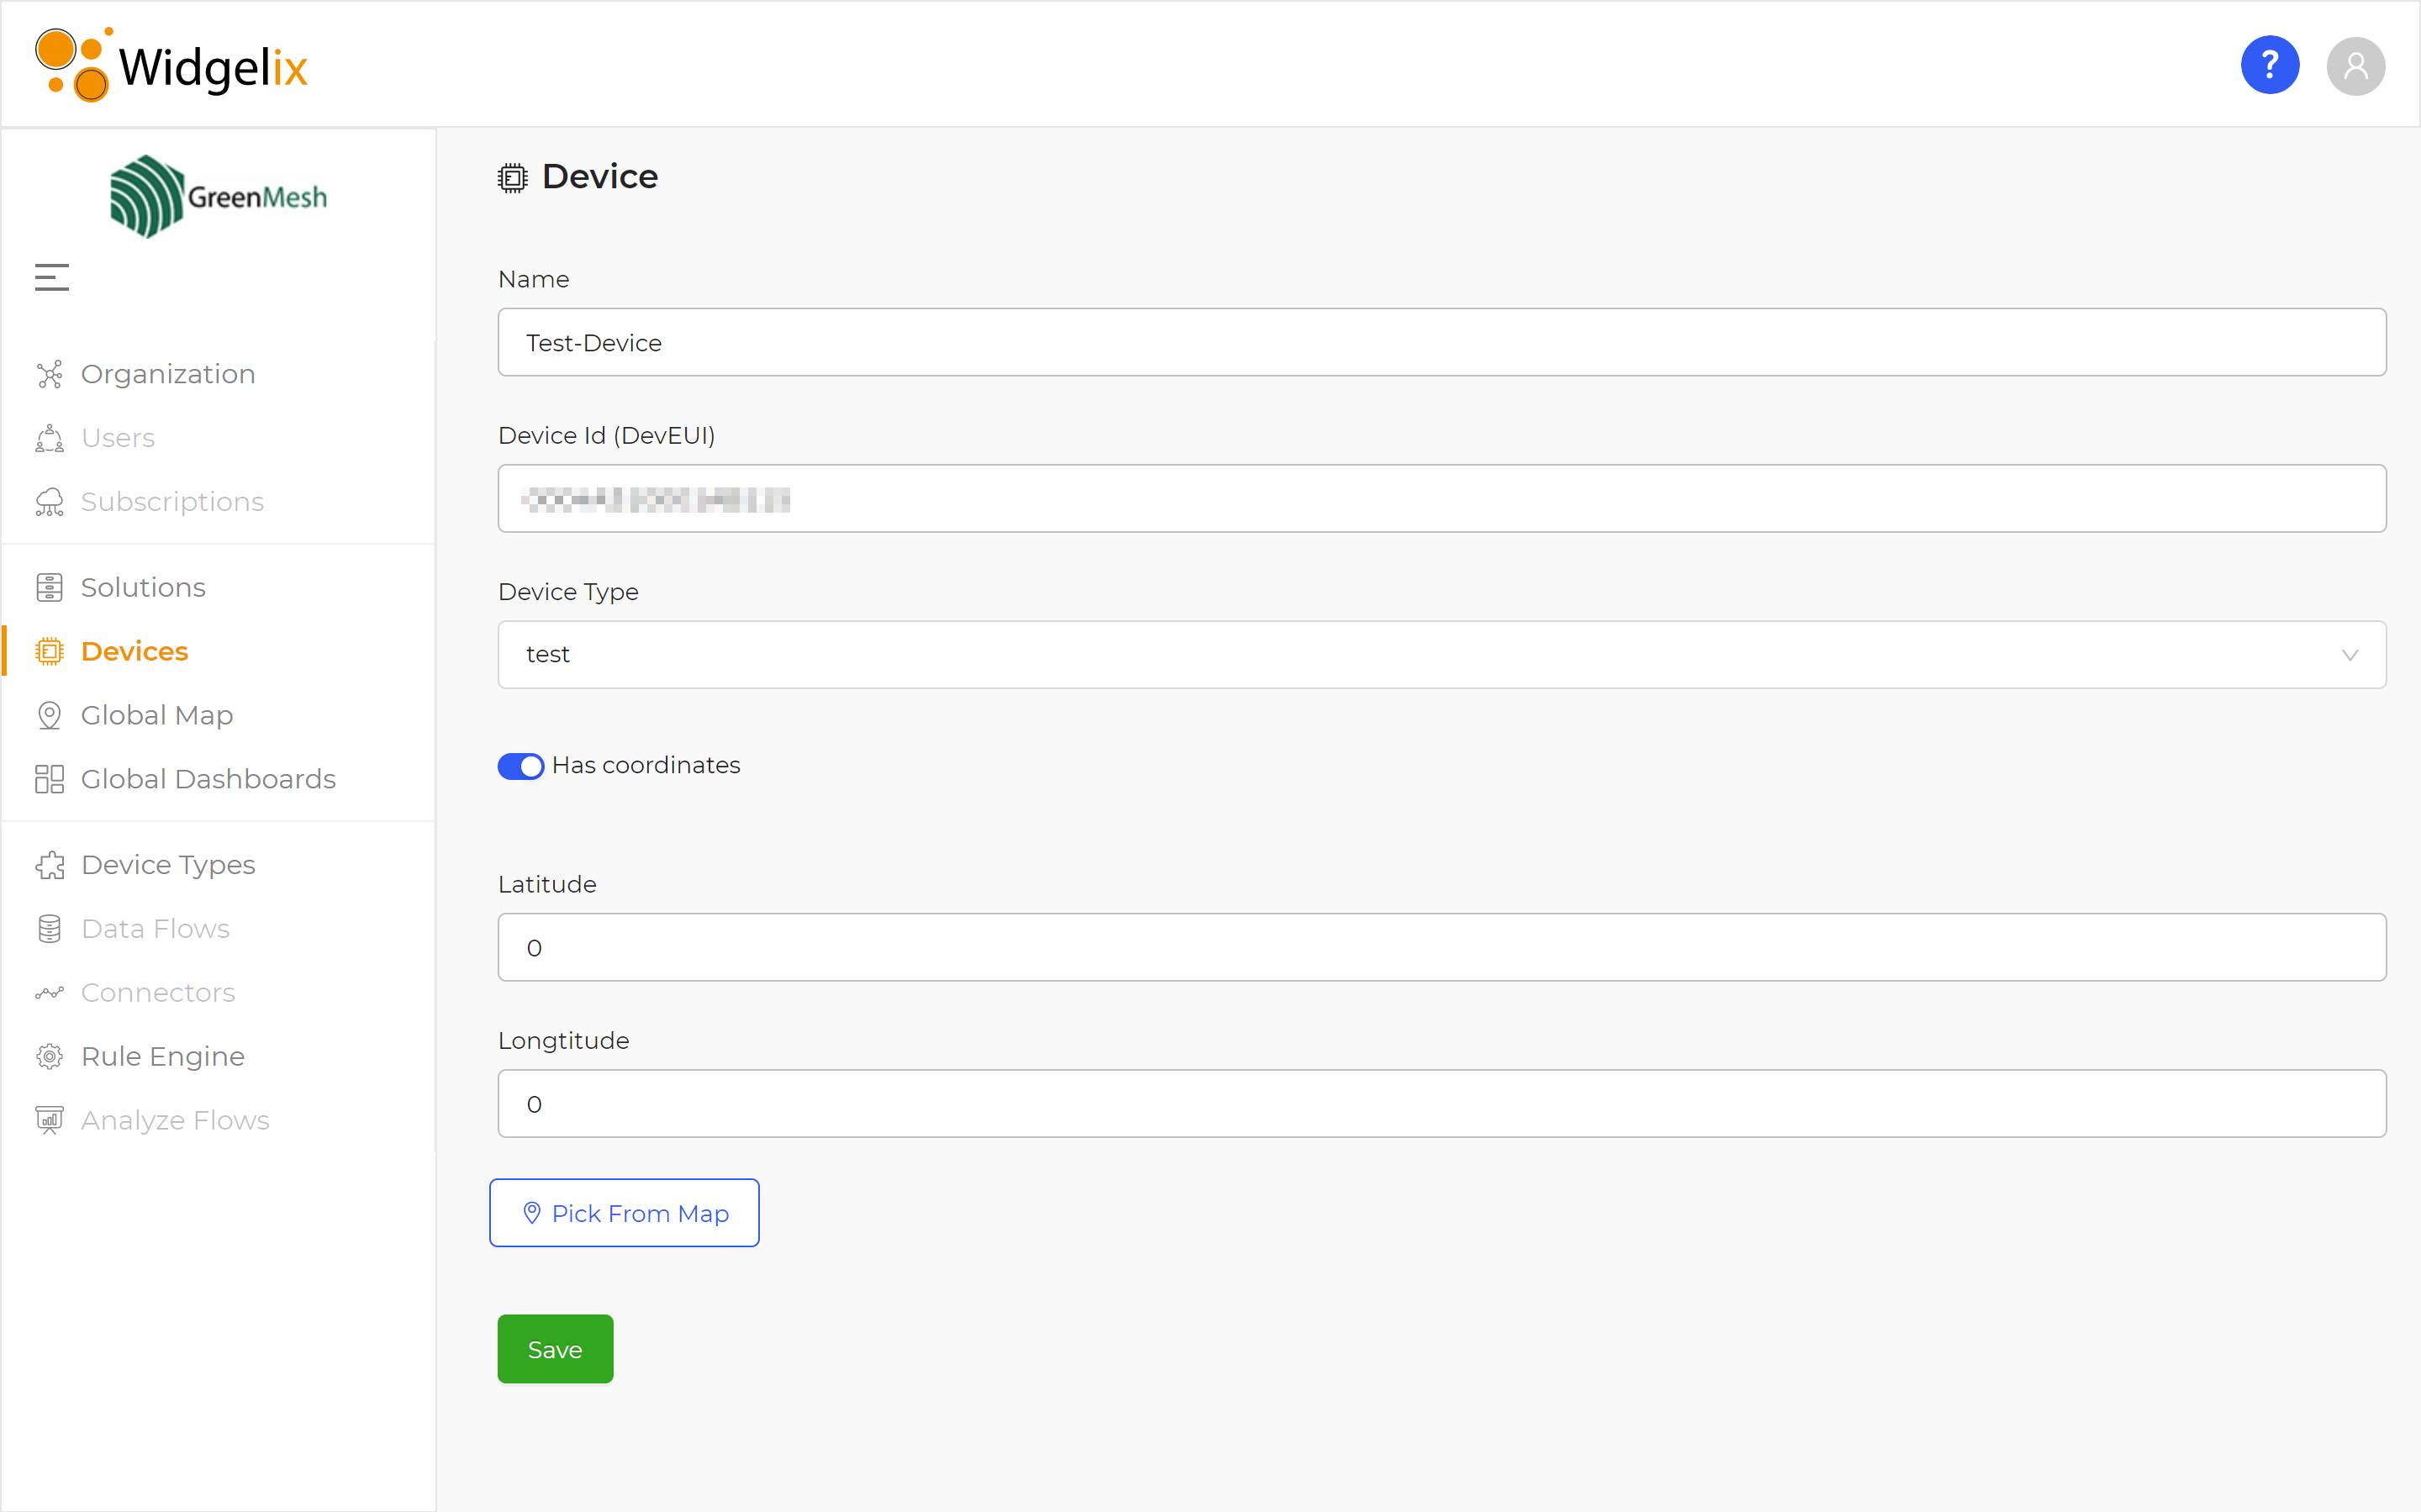 Widgelix
?
GreenMesh
Organization
Users
Subscriptions
Solutions
Devices
Global Map
Global Dashboards
Device Types
Data Flows
Connectors
Rule Engine
Analyze Flows
Device
Name
Test-Device
Device Id (DevEUI)
Device Type
test
Has coordinates
Latitude
0
Longtitude
0
Pick From Map
Save